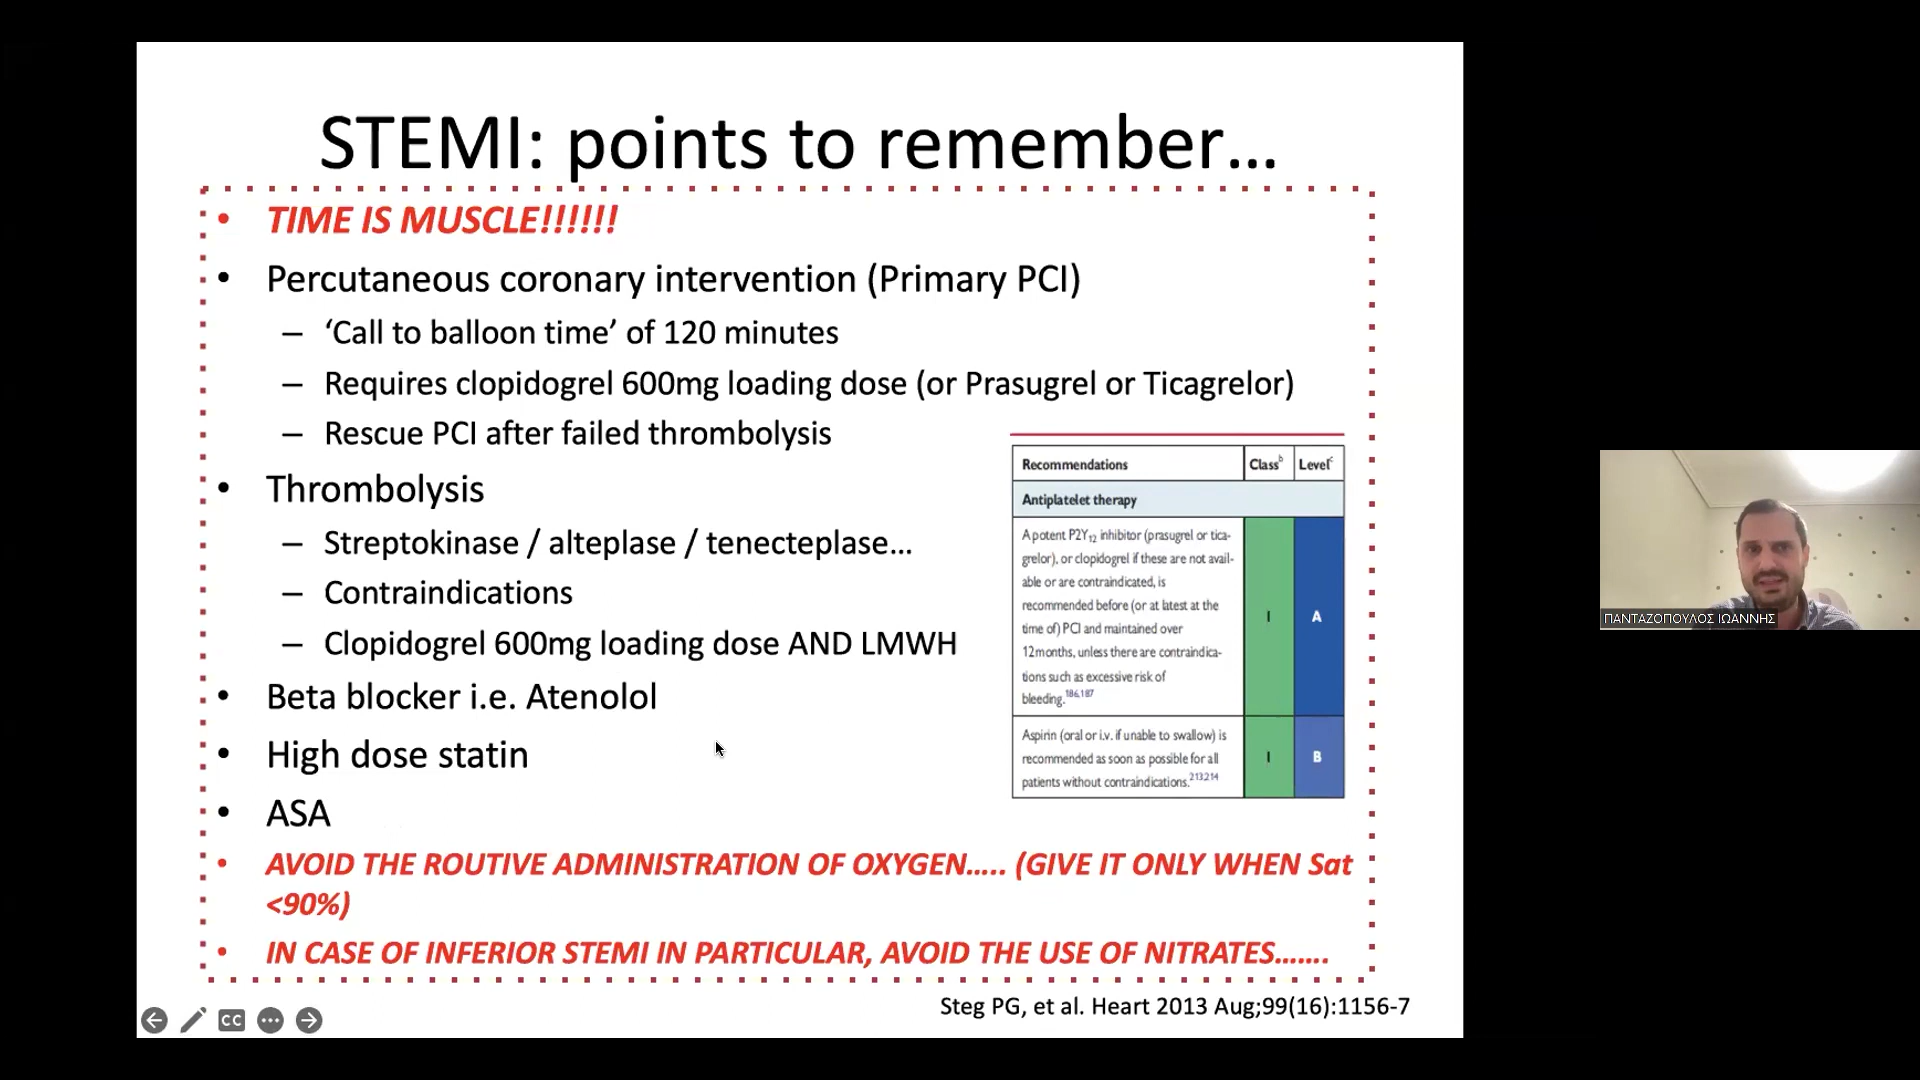 STEMI: points to remember...
• TIME IS MUSCLE!!!!!!
• Percutaneous coronary intervention (Primary PCI)
– ‘Call to balloon time’ of 120 minutes
– Requires clopidogrel 600mg loading dose (or Prasugrel or Ticagrelor)
– Rescue PCI after failed thrombolysis
• Thrombolysis
– Streptokinase / alteplase / tenecteplase...
– Contraindications
– Clopidogrel 600mg loading dose AND LMWH
• Beta blocker i.e. Atenolol
• High dose statin
• ASA
• AVOID THE ROUTIVE ADMINISTRATION OF OXYGEN..... (GIVE IT ONLY WHEN Sat
<90%)
• IN CASE OF INFERIOR STEMI IN PARTICULAR, AVOID THE USE OF NITRATES.......
Recommendations Classᵇ Levelᶜ
Antiplatelet therapy
A potent P2Y₁₂ inhibitor (prasugrel or tica-
grelor), or clopidogrel if these are not avail-
able or are contraindicated, is
recommended before (or at latest at the
time of) PCI and maintained over
12 months, unless there are contraindica-
tions such as excessive risk of
bleeding.186,187
I A
Aspirin (oral or i.v. if unable to swallow) is
recommended as soon as possible for all
patients without contraindications.213,214
I B
Steg PG, et al. Heart 2013 Aug;99(16):1156-7
CC
ΠΑΝΤΑΖΟΠΟΥΛΟΣ ΙΩΑΝΝΗΣ